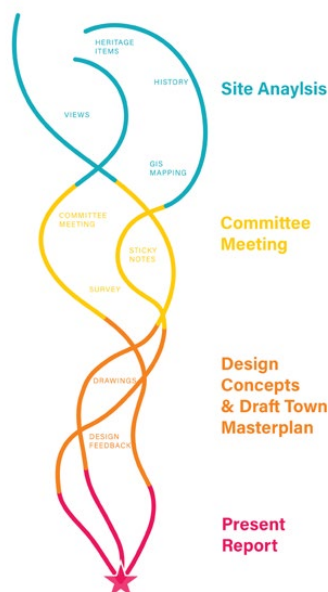 HERITAGE
ITEMS
HISTORY
Site Anaylsis
VIEWS
GIS
MAPPING
COMMITTEE
MEETING
Committee
Meeting
STICKY
NOTES
SURVEY
Design
Concepts
& Draft Town
Masterplan
DRAWINGS
DESIGN
FEEDBACK
Present
Report